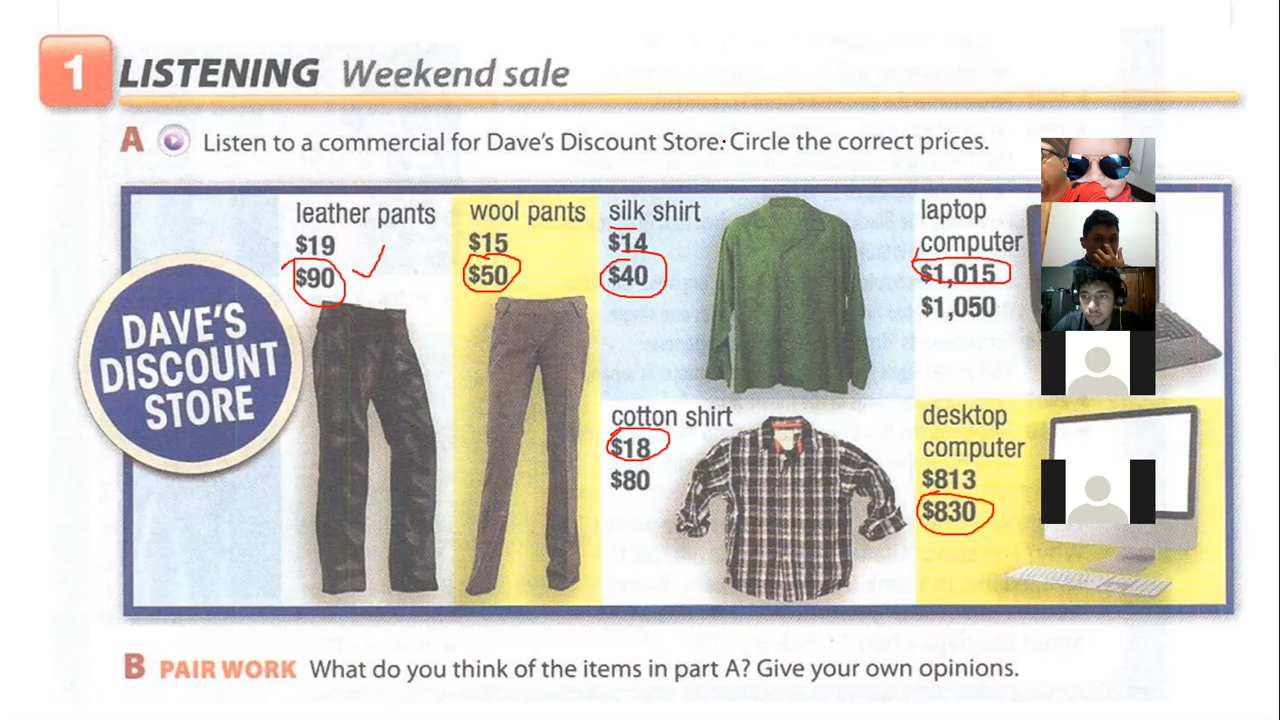 1 LISTENING Weekend sale
A Listen to a commercial for Dave's Discount Store. Circle the correct prices.
DAVE'S
DISCOUNT
STORE
leather pants
$19
$90
wool pants
$15
$50
silk shirt
$14
$40
laptop
computer
$1,015
$1,050
cotton shirt
$18
$80
desktop
computer
$813
$830
B PAIR WORK What do you think of the items in part A? Give your own opinions.